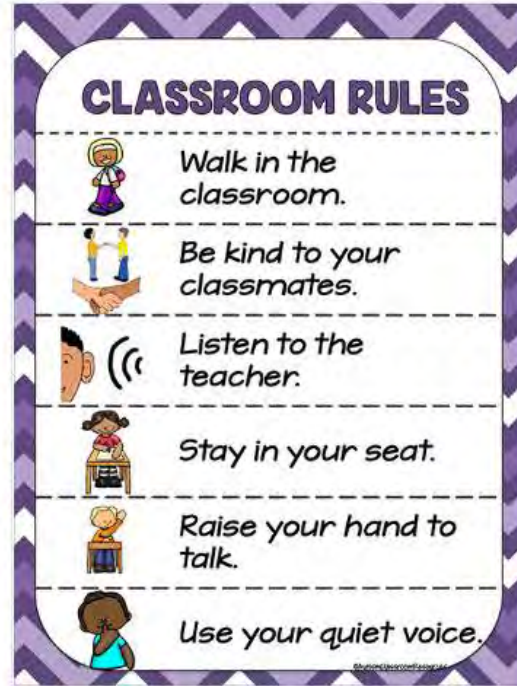 CLASSROOM RULES
Walk in the
classroom.
Be kind to your
classmates.
Listen to the
teacher.
Stay in your seat.
Raise your hand to
talk.
Use your quiet voice.